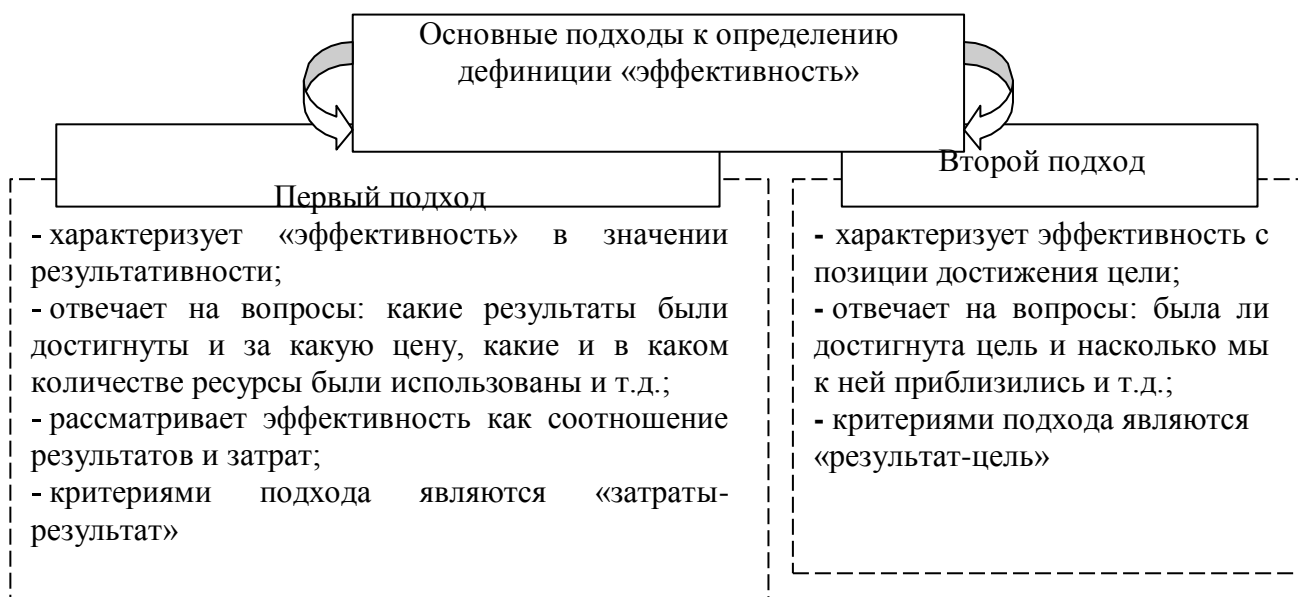 Основные подходы к определению
дефиниции «эффективность»
Первый подход
- характеризует «эффективность» в значении
результативности;
- отвечает на вопросы: какие результаты были
достигнуты и за какую цену, какие и в каком
количестве ресурсы были использованы и т.д.;
- рассматривает эффективность как соотношение
результатов и затрат;
- критериями подхода являются «затраты-
результат»
Второй подход
- характеризует эффективность с
позиции достижения цели;
- отвечает на вопросы: была ли
достигнута цель и насколько мы
к ней приблизились и т.д.;
- критериями подхода являются
«результат-цель»